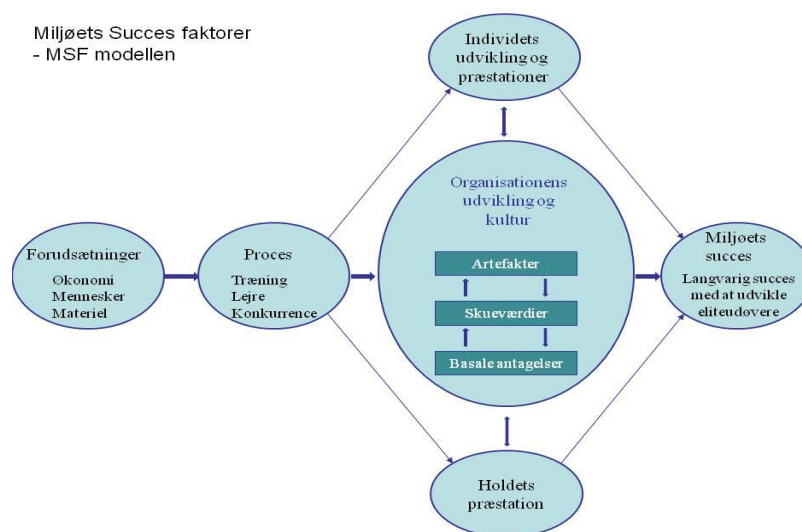 Miljøets Succes faktorer
- MSF modellen
Individets
udvikling og
præstationer
Organisationens
udvikling og
kultur
Forudsætninger
Økonomi
Mennesker
Materiel
Proces
Træning
Lejre
Konkurrence
Artefakter
Skueværdier
Basale antagelser
Miljøets
succes
Langvarig succes
med at udvikle
eliteudøvere
Holdets
præstation